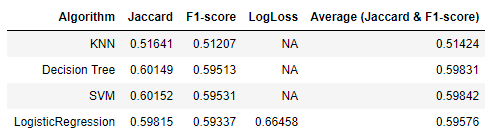 Algorithm Jaccard F1-score LogLoss Average (Jaccard & F1-score)
KNN 0.51641 0.51207 NA 0.51424
Decision Tree 0.60149 0.59513 NA 0.59831
SVM 0.60152 0.59531 NA 0.59842
LogisticRegression 0.59815 0.59337 0.66458 0.59576